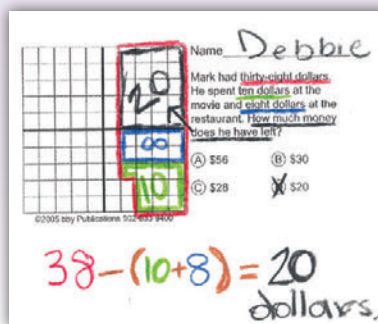 Name Debbie
Mark had thirty-eight dollars.
He spent ten dollars at the
movie and eight dollars at the
restaurant. How much money
does he have left?
Ⓐ $56 Ⓑ $30
Ⓒ $28 X $20
20
8
10
©2005 bby Publications
38-(10+8)=20
dollars.